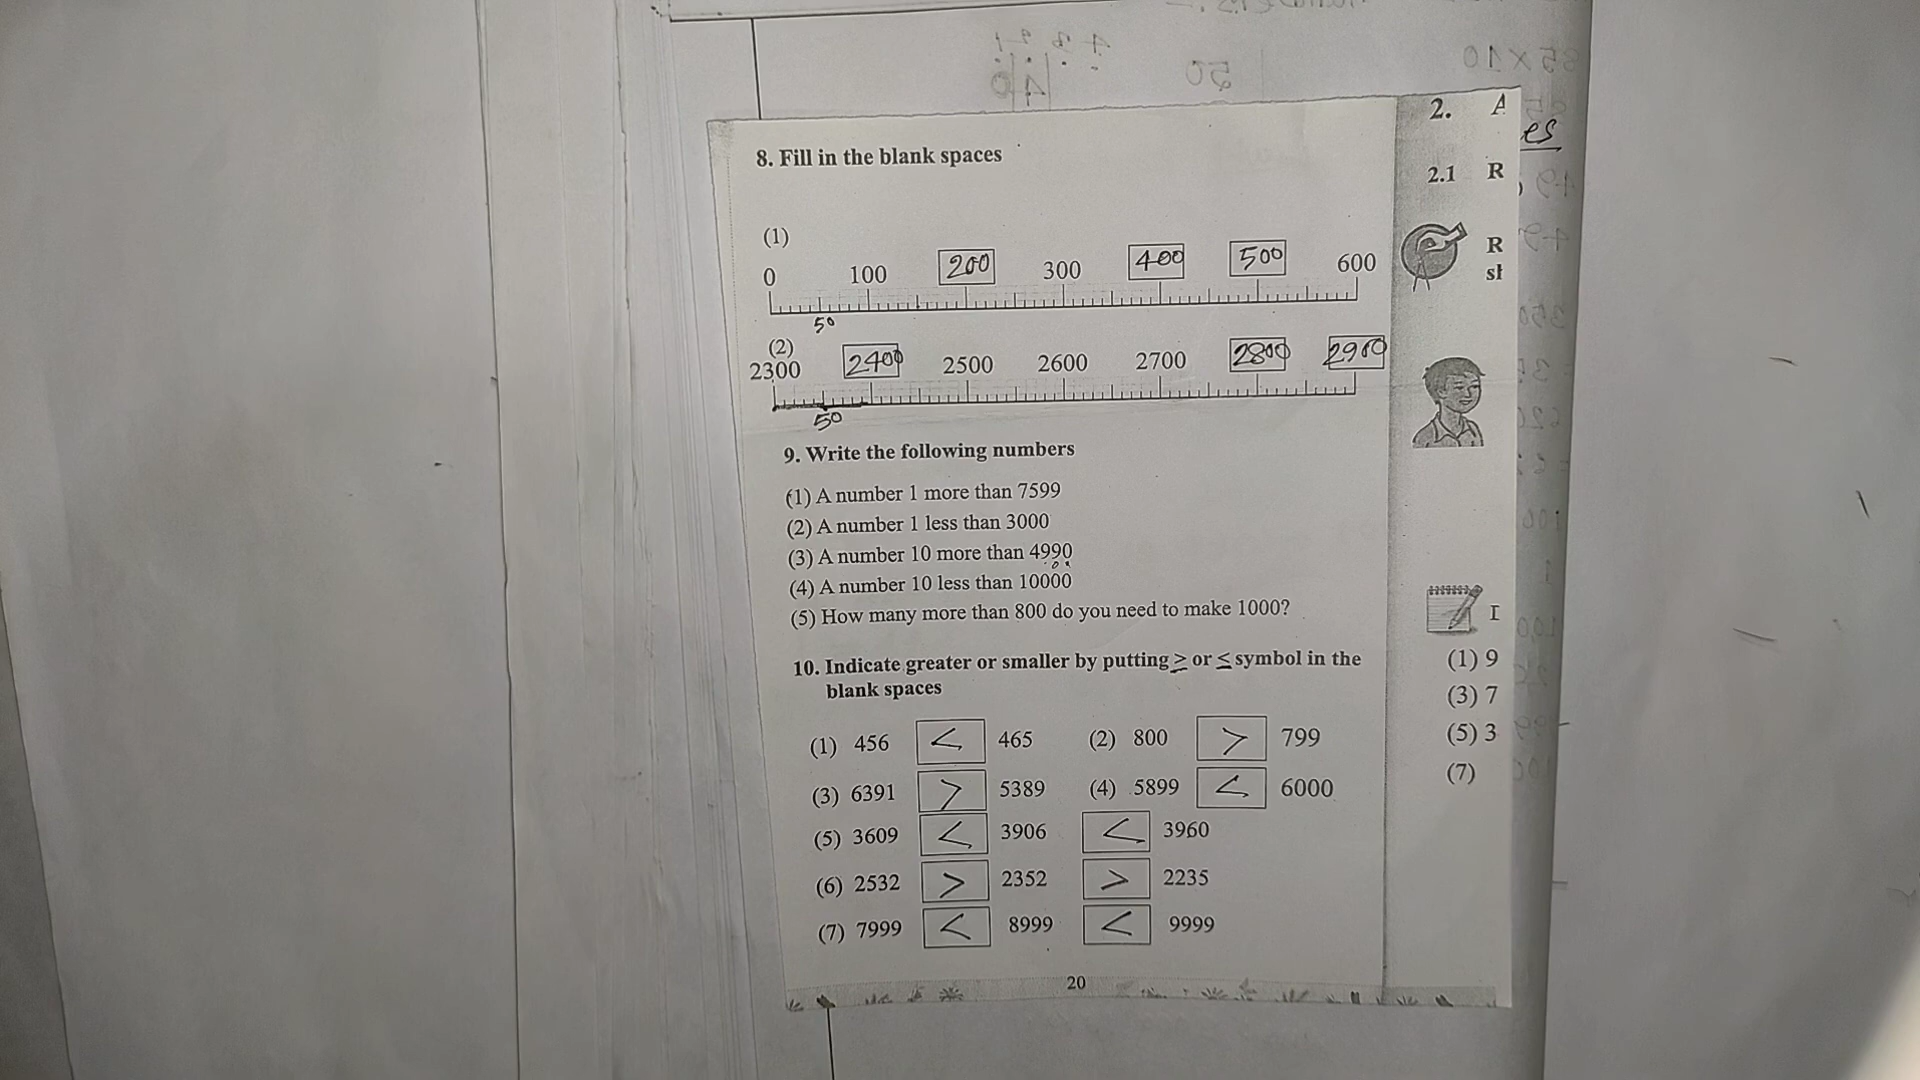 8. Fill in the blank spaces
(1)
0 100 200 300 400 500 600
50
(2)
2300 2400 2500 2600 2700 2800 2900
50
9. Write the following numbers
(1) A number 1 more than 7599
(2) A number 1 less than 3000
(3) A number 10 more than 4990
(4) A number 10 less than 10000
(5) How many more than 800 do you need to make 1000?
10. Indicate greater or smaller by putting > or < symbol in the
blank spaces
(1) 456 < 465 (2) 800 > 799
(3) 6391 > 5389 (4) 5899 < 6000
(5) 3609 < 3906 < 3960
(6) 2532 > 2352 > 2235
(7) 7999 < 8999 < 9999
20
2. A
es
2.1 R
R
I
(1) 9
(3) 7
(5) 3
(7)